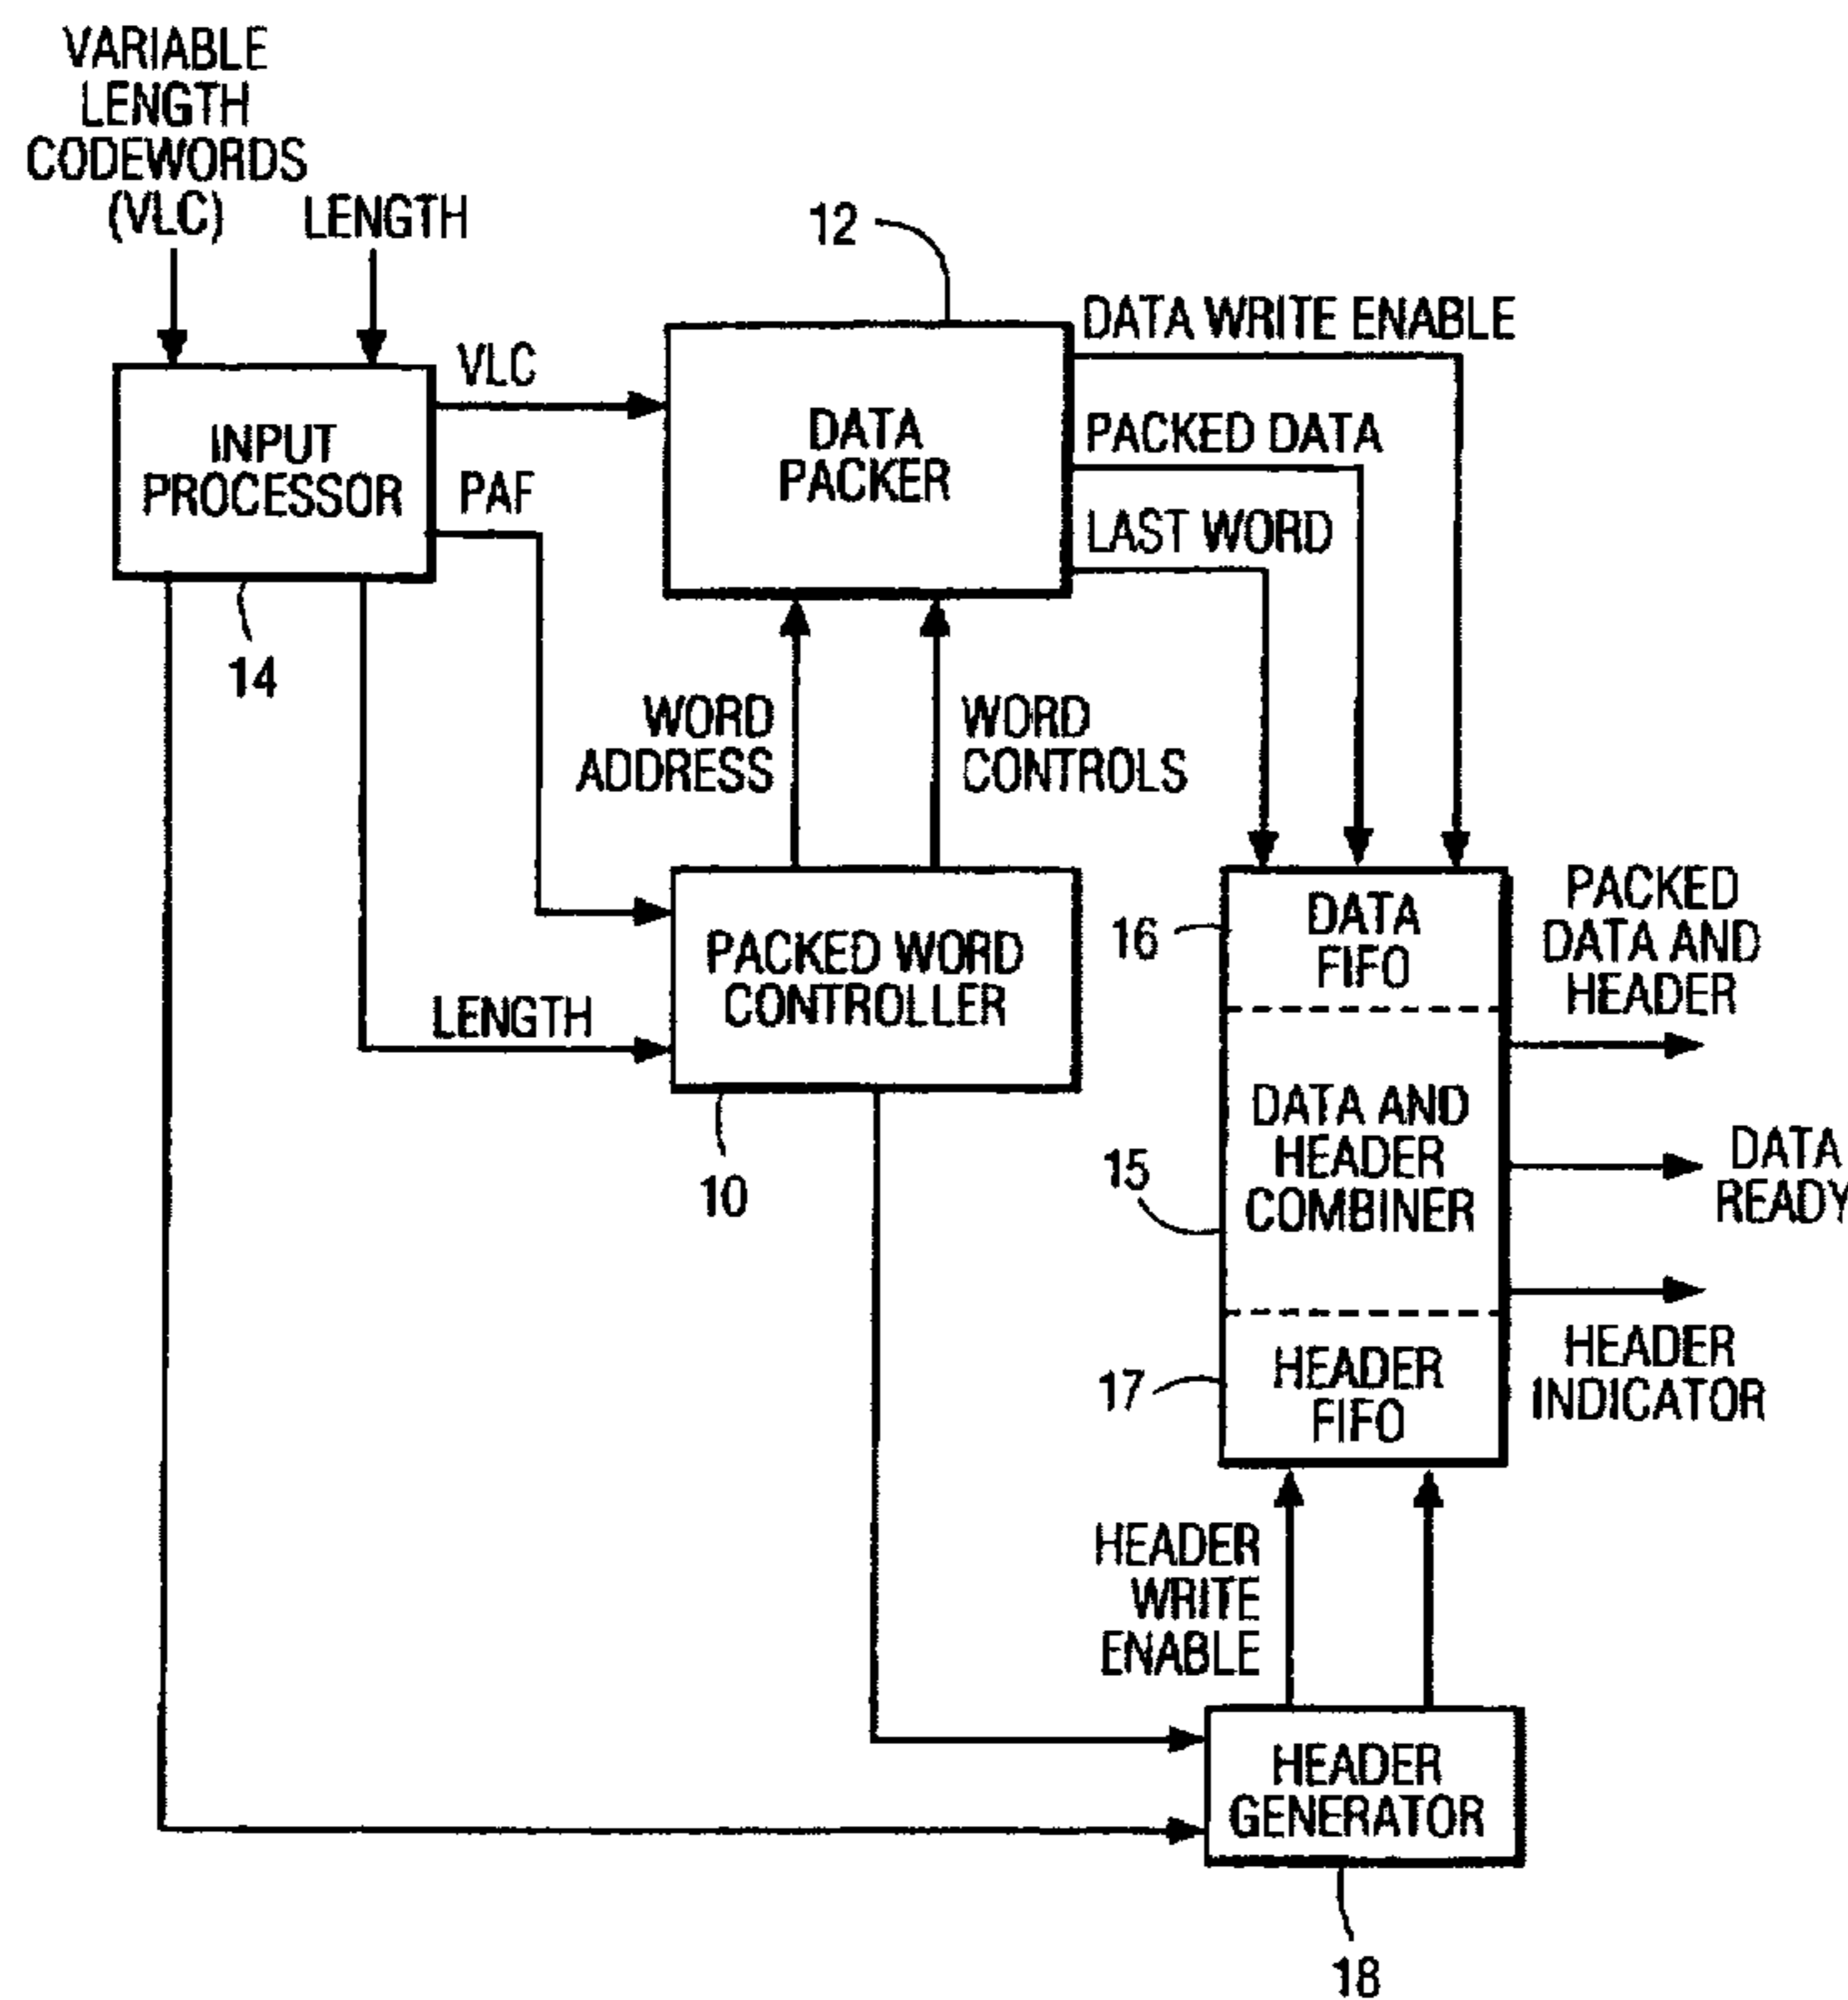 VARIABLE
LENGTH
CODEWORDS
(VLC)
LENGTH
12
DATA WRITE ENABLE
VLC
INPUT
PROCESSOR
DATA
PACKER
PACKED DATA
PAF
LAST WORD
14
WORD
ADDRESS
WORD
CONTROLS
PACKED WORD
CONTROLLER
LENGTH
10
16
DATA
FIFO
PACKED
DATA AND
HEADER
15
DATA AND
HEADER
COMBINER
DATA
READY
17
HEADER
FIFO
HEADER
INDICATOR
HEADER
WRITE
ENABLE
HEADER
GENERATOR
18